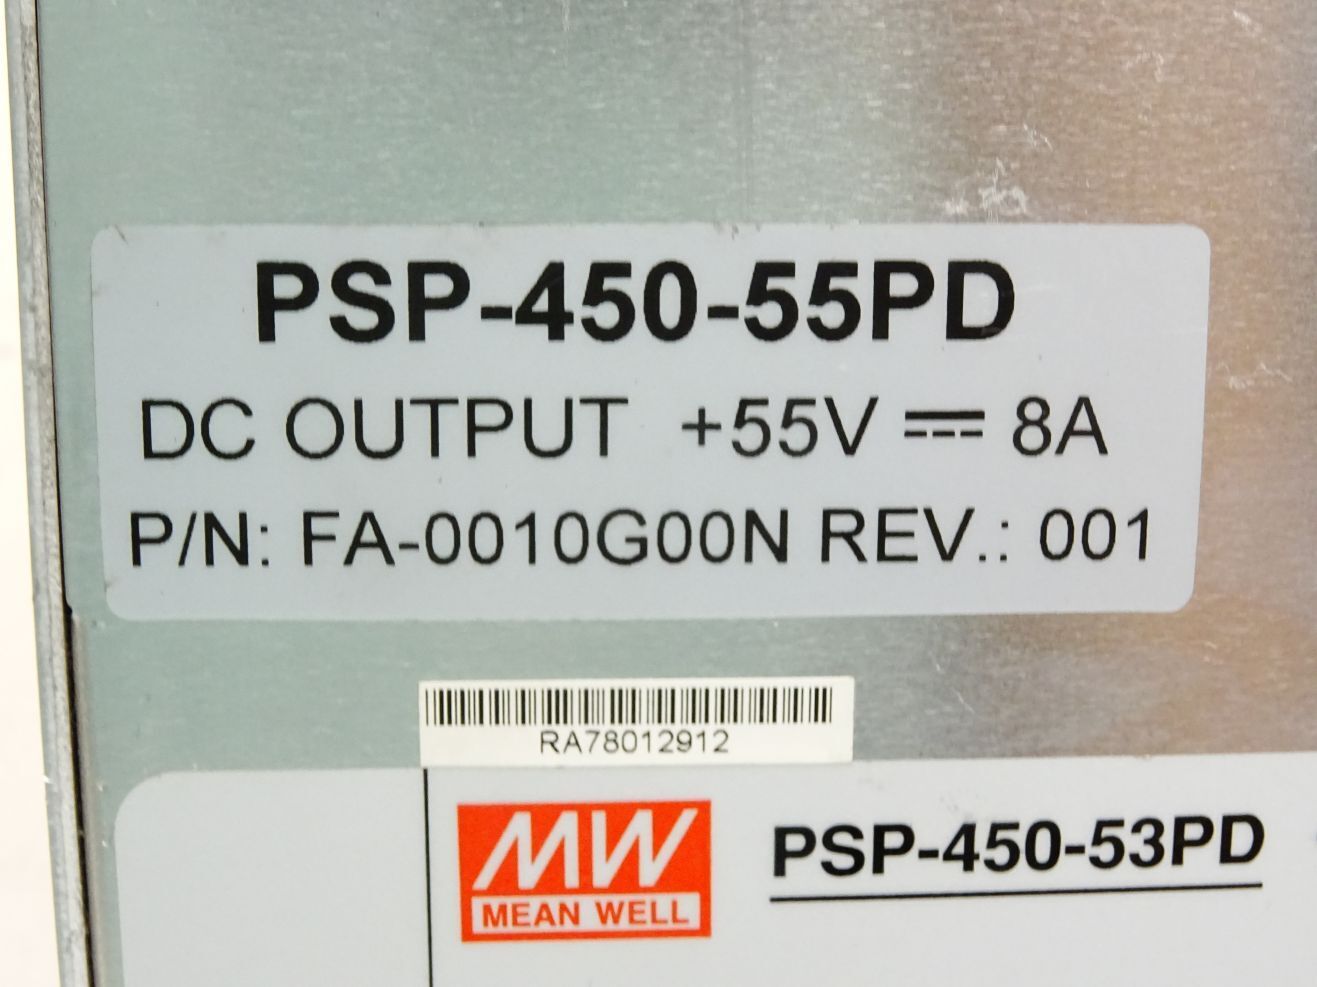 PSP-450-55PD
DC OUTPUT +55V ⎓ 8A
P/N: FA-0010G00N REV.: 001
RA78012912
MW
MEAN WELL
PSP-450-53PD